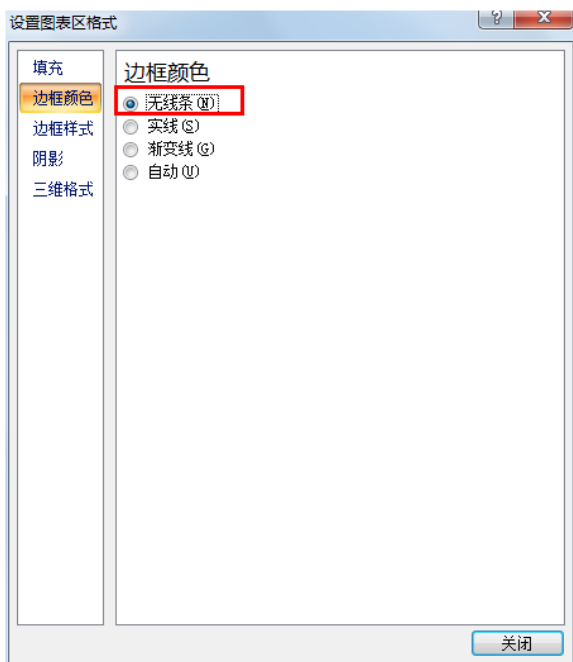 设置图表区格式
?
X
填充
边框颜色
边框样式
阴影
三维格式
边框颜色
无线条(N)
实线(S)
渐变线(G)
自动(U)
关闭